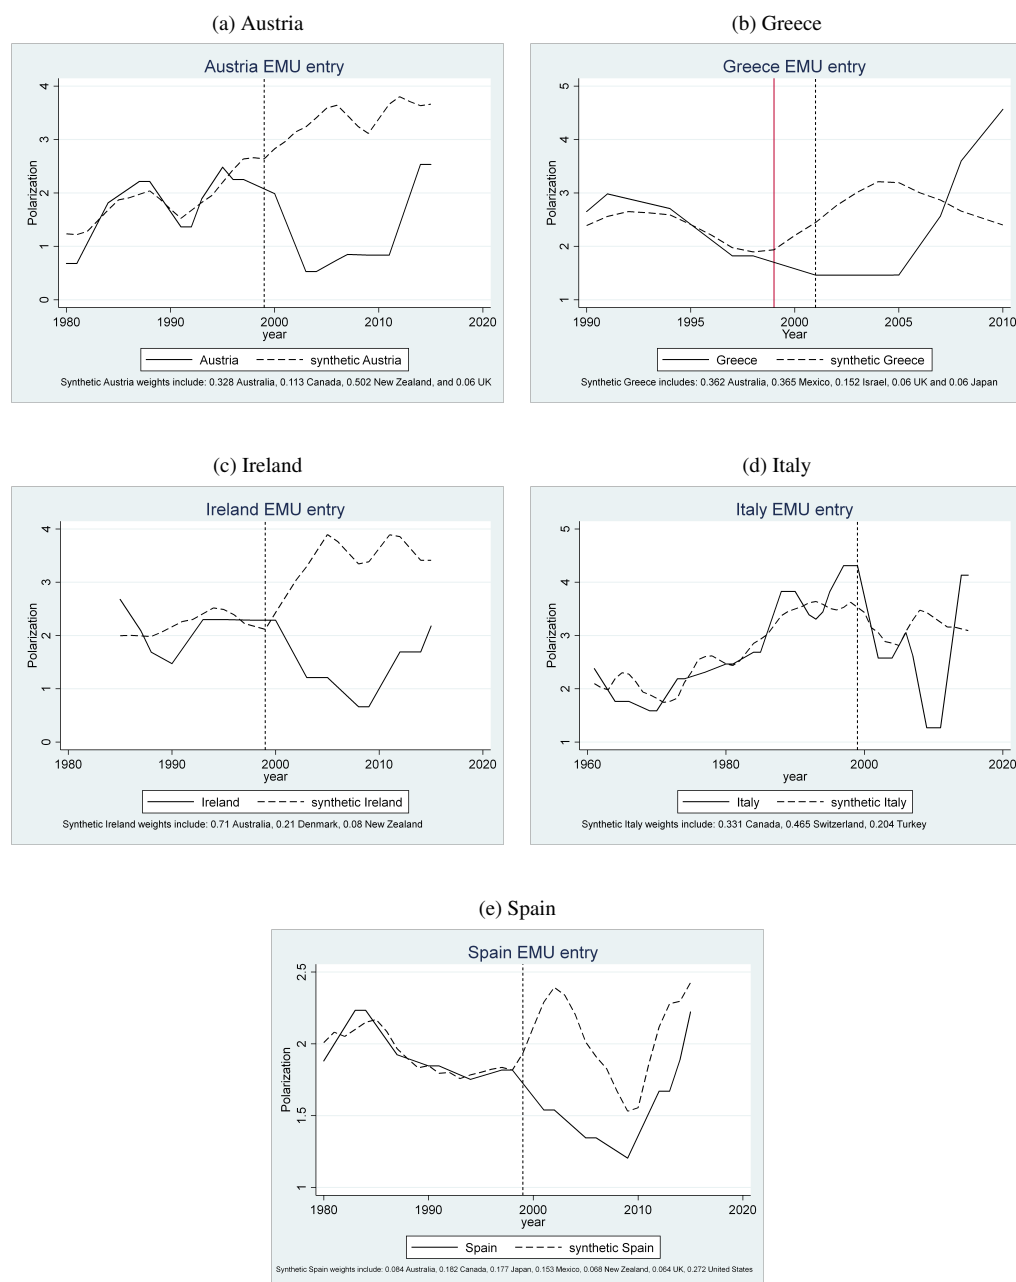 (a) Austria
Austria EMU entry
Polarization
4
3
2
1
0
1980 1990 2000 2010 2020
year
Austria synthetic Austria
Synthetic Austria weights include: 0.328 Australia, 0.113 Canada, 0.502 New Zealand, and 0.06 UK
(b) Greece
Greece EMU entry
Polarization
5
4
3
2
1
1990 1995 2000 2005 2010
Year
Greece synthetic Greece
Synthetic Greece includes: 0.362 Australia, 0.365 Mexico, 0.152 Israel, 0.06 UK and 0.06 Japan
(c) Ireland
Ireland EMU entry
Polarization
4
3
2
1
0
1980 1990 2000 2010 2020
year
Ireland synthetic Ireland
Synthetic Ireland weights include: 0.71 Australia, 0.21 Denmark, 0.08 New Zealand
(d) Italy
Italy EMU entry
Polarization
5
4
3
2
1
1960 1980 2000 2020
year
Italy synthetic Italy
Synthetic Italy weights include: 0.331 Canada, 0.465 Switzerland, 0.204 Turkey
(e) Spain
Spain EMU entry
Polarization
2.5
2
1.5
1
1980 1990 2000 2010 2020
year
Spain synthetic Spain
Synthetic Spain weights include: 0.084 Australia, 0.182 Canada, 0.177 Japan, 0.153 Mexico, 0.068 New Zealand, 0.064 UK, 0.272 United States